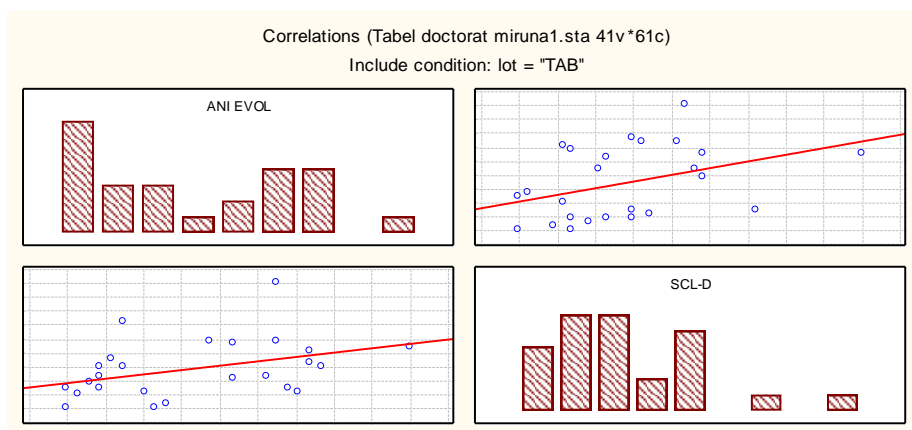 Correlations (Tabel doctorat miruna1.sta 41v*61c)
Include condition: lot = "TAB"
ANI EVOL
SCL-D